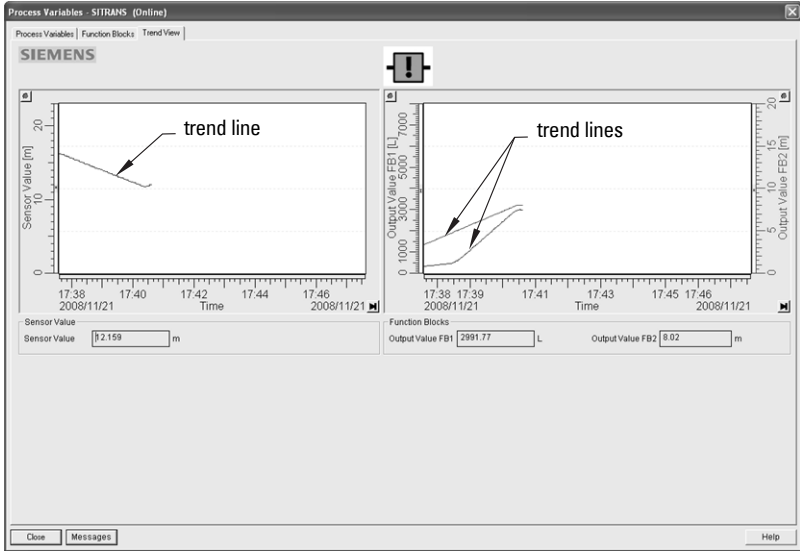 Process Variables - SITRANS (Online)
Process Variables Function Blocks Trend View
SIEMENS
!
trend line
Sensor Value [m]
20
10
0
17:38 17:40 17:42 17:44 17:46
2008/11/21 Time 2008/11/21
trend lines
Output Value FB1 [L]
7000
5000
3000
1000
0
Output Value FB2 [m]
20
15
10
5
0
17:38 17:39 17:41 17:43 17:45 17:46
2008/11/21 Time 2008/11/21
Sensor Value
Sensor Value 12.159 m
Function Blocks
Output Value FB1 2991.77 L Output Value FB2 8.02 m
Close Messages Help